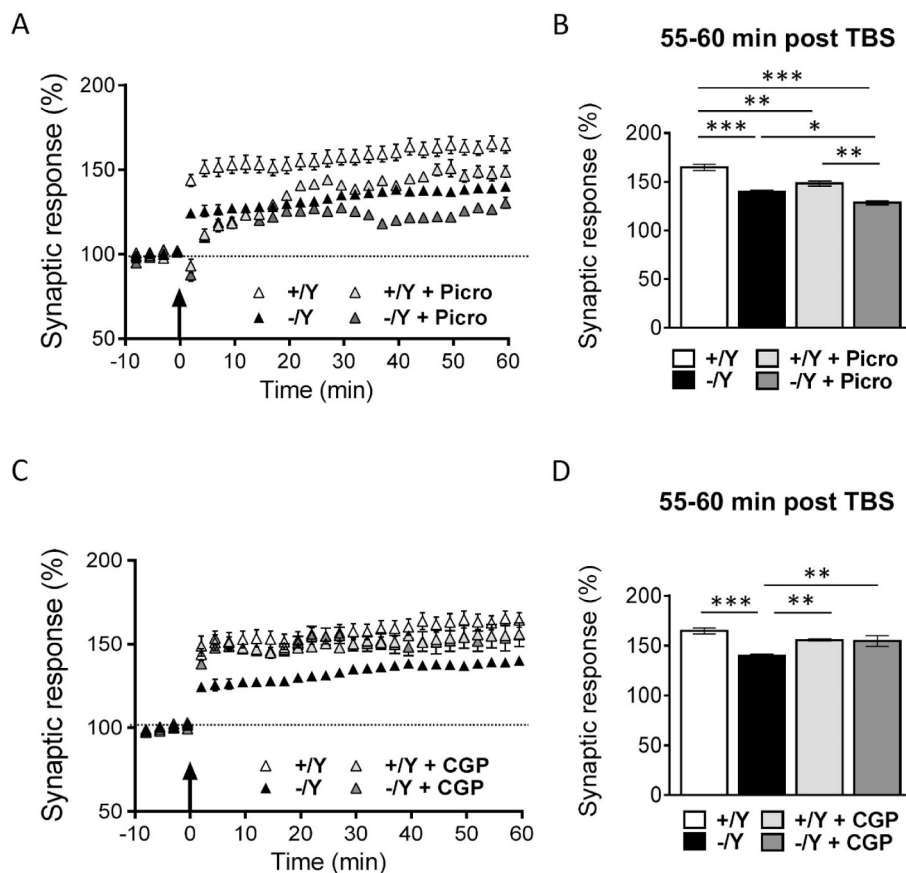 A
Synaptic response (%)
200
150
100
50
-10 0 10 20 30 40 50 60
Time (min)
+/Y +/Y + Picro
-/Y -/Y + Picro
B
55-60 min post TBS
***
**
*** *
**
Synaptic response (%)
200
150
100
50
0
+/Y +/Y + Picro
-/Y -/Y + Picro
C
Synaptic response (%)
200
150
100
50
-10 0 10 20 30 40 50 60
Time (min)
+/Y +/Y + CGP
-/Y -/Y + CGP
D
55-60 min post TBS
**
*** **
Synaptic response (%)
200
150
100
50
0
+/Y +/Y + CGP
-/Y -/Y + CGP